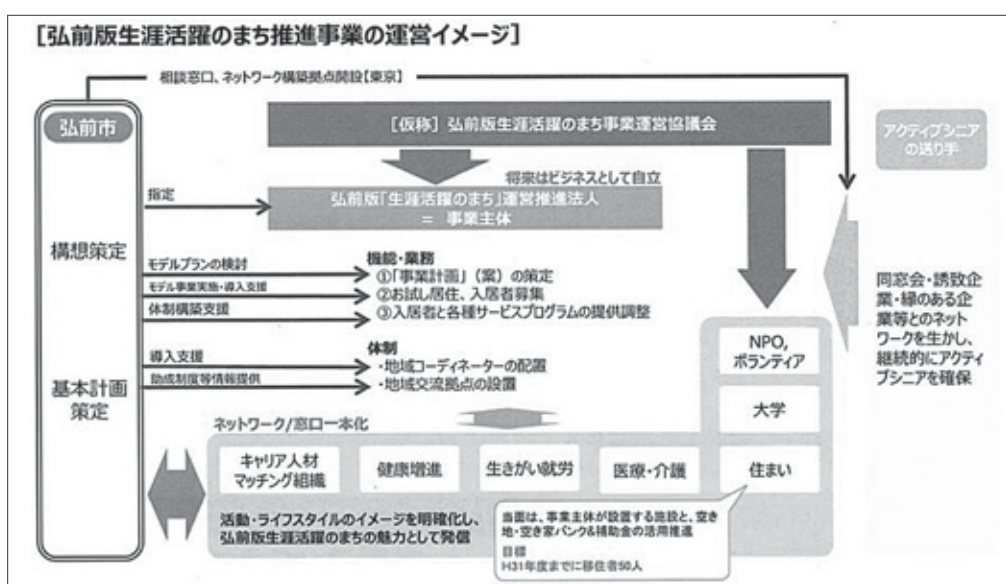 [弘前版生涯活躍のまち推進事業の運営イメージ]
相談窓口、ネットワーク構築拠点開設【東京】
弘前市
構想策定
基本計画
策定
[仮称] 弘前版生涯活躍のまち事業運営協議会
将来はビジネスとして自立
指定
弘前版「生涯活躍のまち」運営推進法人
= 事業主体
モデルプランの検討
モデル事業実施・導入支援
体制構築支援
機能・業務
①「事業計画」(案)の策定
②お試し居住、入居者募集
③入居者と各種サービスプログラムの提供調整
導入支援
助成制度等情報提供
体制
・地域コーディネーターの配置
・地域交流拠点の設置
ネットワーク/窓口一本化
キャリア人材
マッチング組織
健康増進
生きがい就労
医療・介護
住まい
大学
NPO,
ボランティア
活動・ライフスタイルのイメージを明確化し、
弘前版生涯活躍のまちの魅力として発信
当面は、事業主体が設置する施設と、空き
地・空き家バンク&補助金の活用推進
目標
H31年度までに移住者50人
アクティブシニア
の送り手
同窓会・誘致企
業・縁のある企
業等とのネット
ワークを生かし、
継続的にアクティ
ブシニアを確保